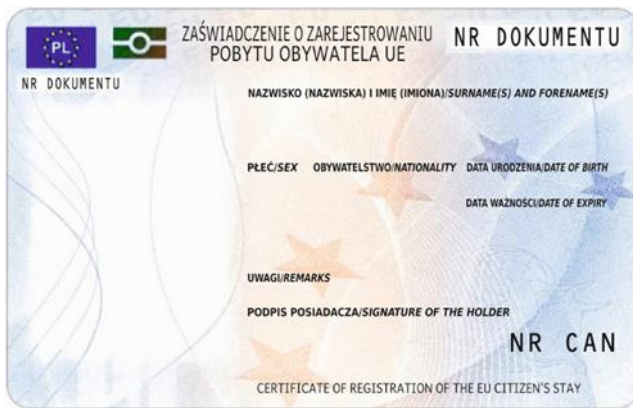 PL
ZAŚWIADCZENIE O ZAREJESTROWANIU
POBYTU OBYWATELA UE
NR DOKUMENTU
NR DOKUMENTU
NAZWISKO (NAZWISKA) I IMIĘ (IMIONA)/SURNAME(S) AND FORENAME(S)
PŁEĆ/SEX OBYWATELSTWO/NATIONALITY DATA URODZENIA/DATE OF BIRTH
DATA WAŻNOŚCI/DATE OF EXPIRY
UWAGI/REMARKS
PODPIS POSIADACZA/SIGNATURE OF THE HOLDER
NR CAN
CERTIFICATE OF REGISTRATION OF THE EU CITIZEN'S STAY